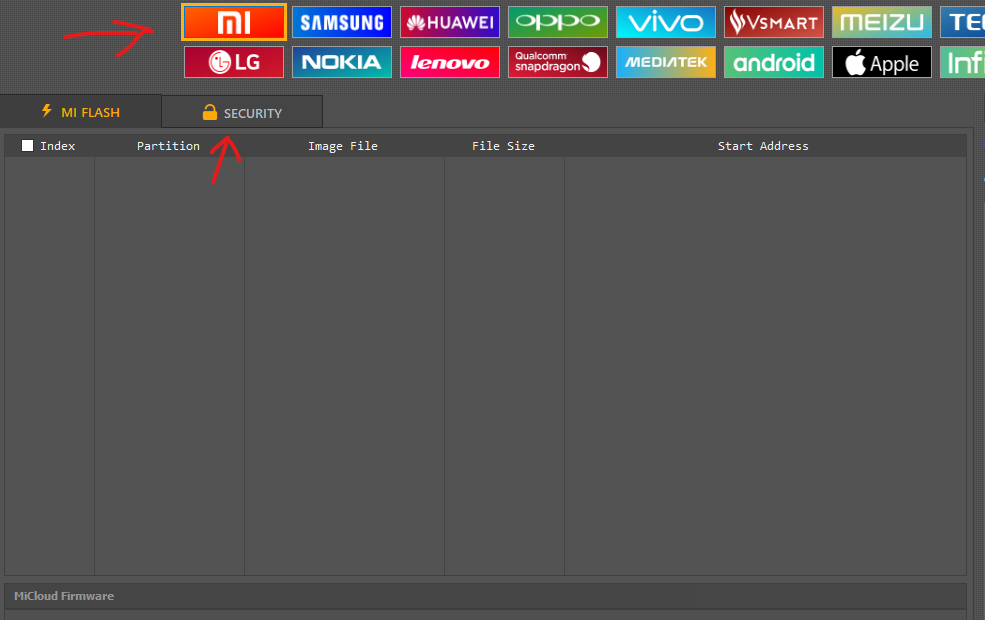 mi SAMSUNG HUAWEI oppo vivo VSMART MEIZU TE
LG NOKIA lenovo Qualcomm snapdragon MEDIATEK android Apple Infi
MI FLASH SECURITY
Index Partition Image File File Size Start Address
MiCloud Firmware